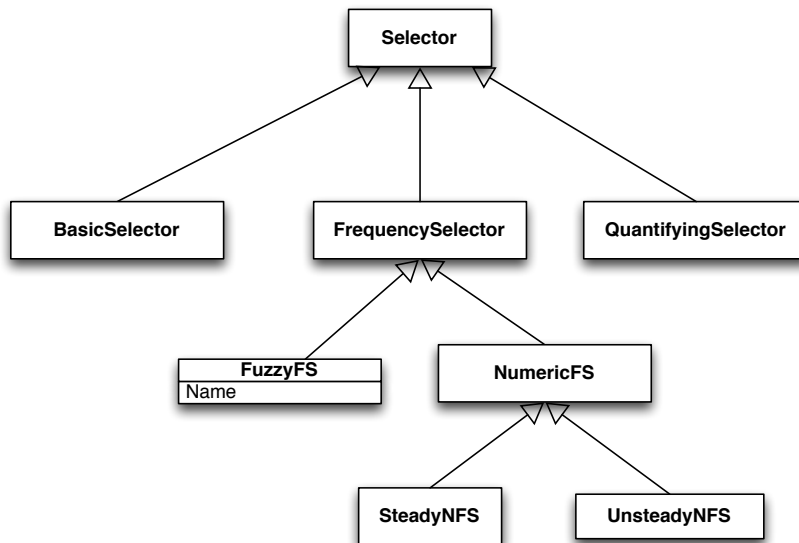 Selector
BasicSelector
FrequencySelector
QuantifyingSelector
FuzzyFS
Name
NumericFS
SteadyNFS
UnsteadyNFS